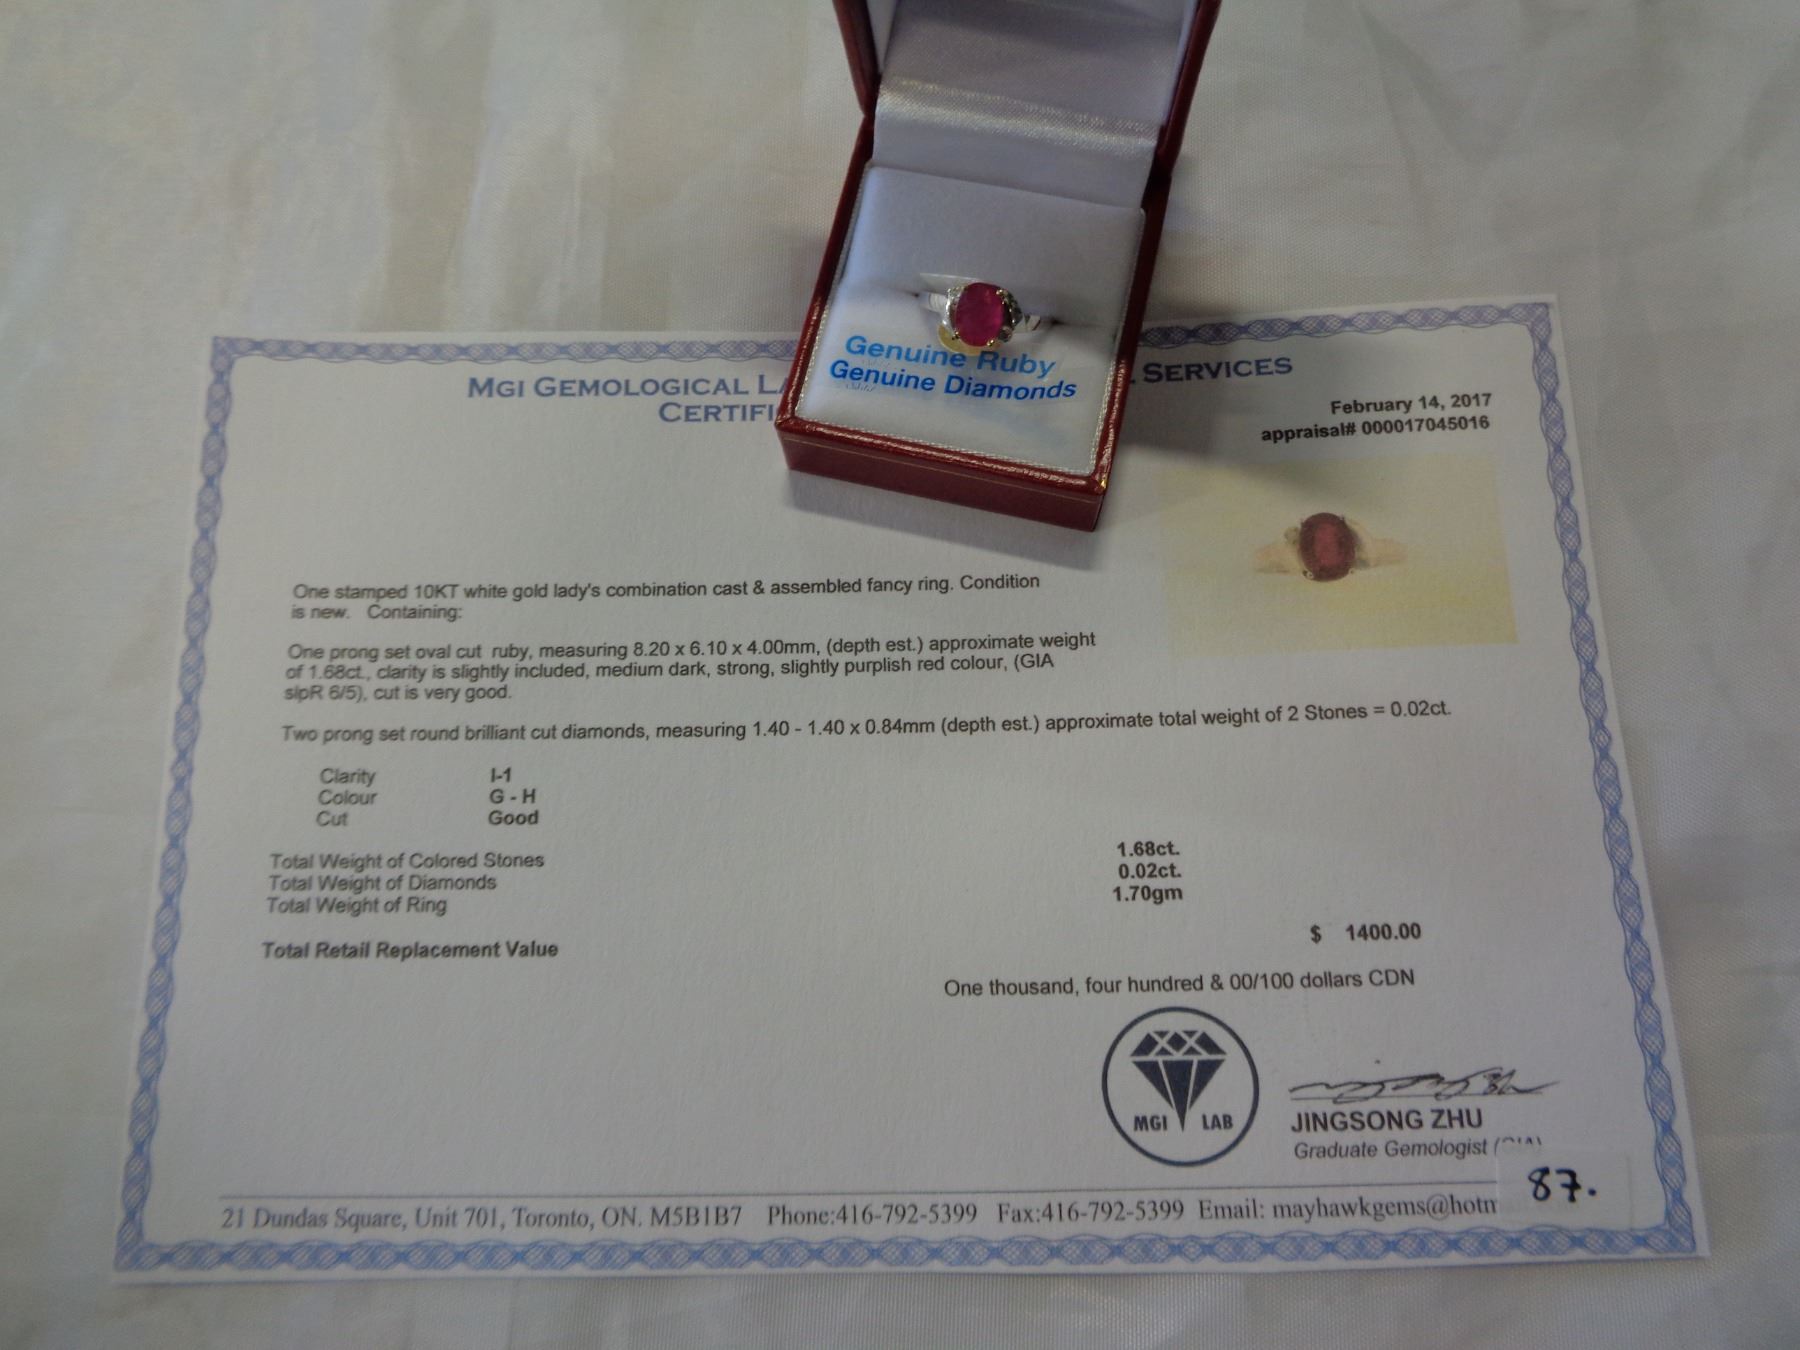 Genuine Ruby
Genuine Diamonds
MGI GEMOLOGICAL SERVICES
February 14, 2017
appraisal# 000017045016
One stamped 10KT white gold lady's combination cast & assembled fancy ring. Condition
is new. Containing:
One prong set oval cut ruby, measuring 8.20 x 6.10 x 4.00mm, (depth est.) approximate weight
of 1.68ct., clarity is slightly included, medium dark, strong, slightly purplish red colour, (GIA
slpR 6/5), cut is very good.
Two prong set round brilliant cut diamonds, measuring 1.40 - 1.40 x 0.84mm (depth est.) approximate total weight of 2 Stones = 0.02ct.
Clarity I-1
Colour G - H
Cut Good
Total Weight of Colored Stones 1.68ct.
Total Weight of Diamonds 0.02ct.
Total Weight of Ring 1.70gm
Total Retail Replacement Value $ 1400.00
One thousand, four hundred & 00/100 dollars CDN
MGI LAB
JINGSONG ZHU
Graduate Gemologist
87.
21 Dundas Square, Unit 701, Toronto, ON. M5B1B7 Phone:416-792-5399 Fax:416-792-5399 Email: mayhawkgems@hotm